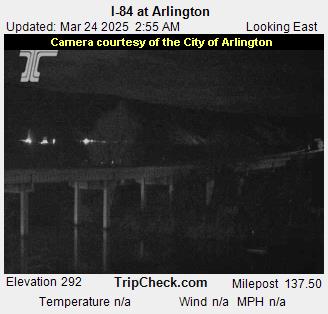 I-84 at Arlington
Updated: Mar 24 2025 2:55 AM Looking East
Camera courtesy of the City of Arlington
Elevation 292 TripCheck.com Milepost 137.50
Temperature n/a Wind n/a MPH n/a